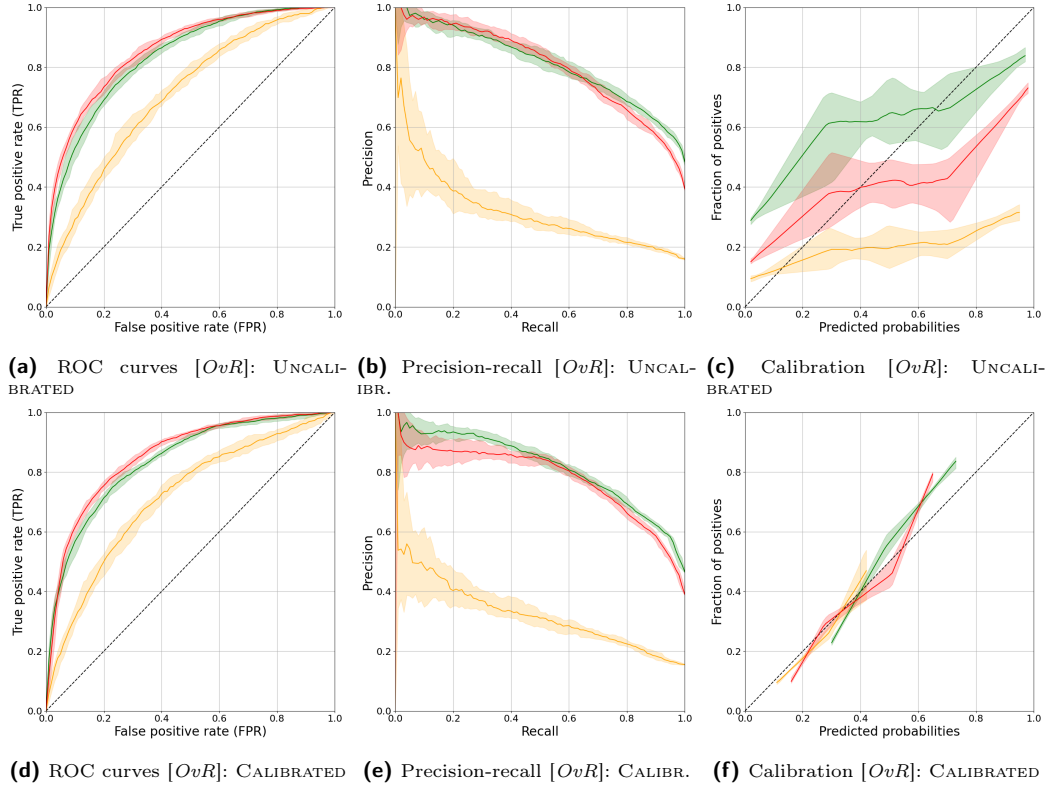 1.0
0.8
0.6
0.4
0.2
0.0
True positive rate (TPR)
0.0 0.2 0.4 0.6 0.8 1.0
False positive rate (FPR)
1.0
0.8
0.6
0.4
0.2
0.0
Precision
0.0 0.2 0.4 0.6 0.8 1.0
Recall
1.0
0.8
0.6
0.4
0.2
0.0
Fraction of positives
0.0 0.2 0.4 0.6 0.8 1.0
Predicted probabilities
(a) ROC curves [OvR]: UNCALI-
BRATED
(b) Precision-recall [OvR]: UNCAL-
IBR.
(c) Calibration [OvR]: UNCALI-
BRATED
1.0
0.8
0.6
0.4
0.2
0.0
True positive rate (TPR)
0.0 0.2 0.4 0.6 0.8 1.0
False positive rate (FPR)
1.0
0.8
0.6
0.4
0.2
0.0
Precision
0.0 0.2 0.4 0.6 0.8 1.0
Recall
1.0
0.8
0.6
0.4
0.2
0.0
Fraction of positives
0.0 0.2 0.4 0.6 0.8 1.0
Predicted probabilities
(d) ROC curves [OvR]: CALIBRATED
(e) Precision-recall [OvR]: CALIBR.
(f) Calibration [OvR]: CALIBRATED